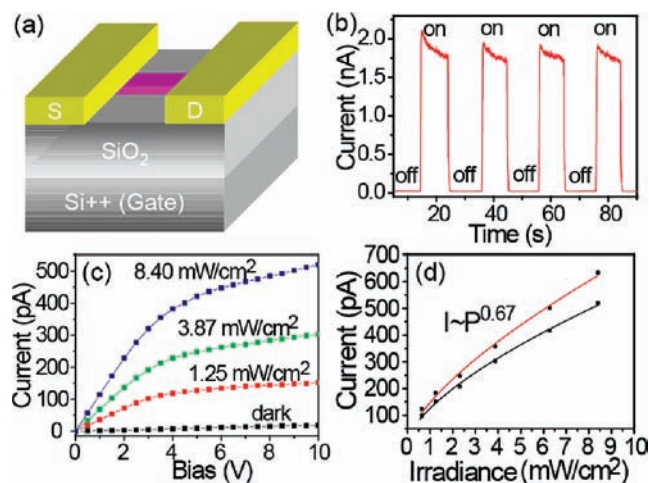 (a)
S
D
SiO2
Si++ (Gate)
(b)
on on on on
off off off off
Current (nA)
2.0
1.5
1.0
0.5
0.0
20 40 60 80
Time (s)
(c)
8.40 mW/cm²
3.87 mW/cm²
1.25 mW/cm²
dark
Current (pA)
500
400
300
200
100
0
0 2 4 6 8 10
Bias (V)
(d)
I~P^0.67
Current (pA)
700
600
500
400
300
200
100
0 1 2 3 4 5 6 7 8 9 10
Irradiance (mW/cm²)